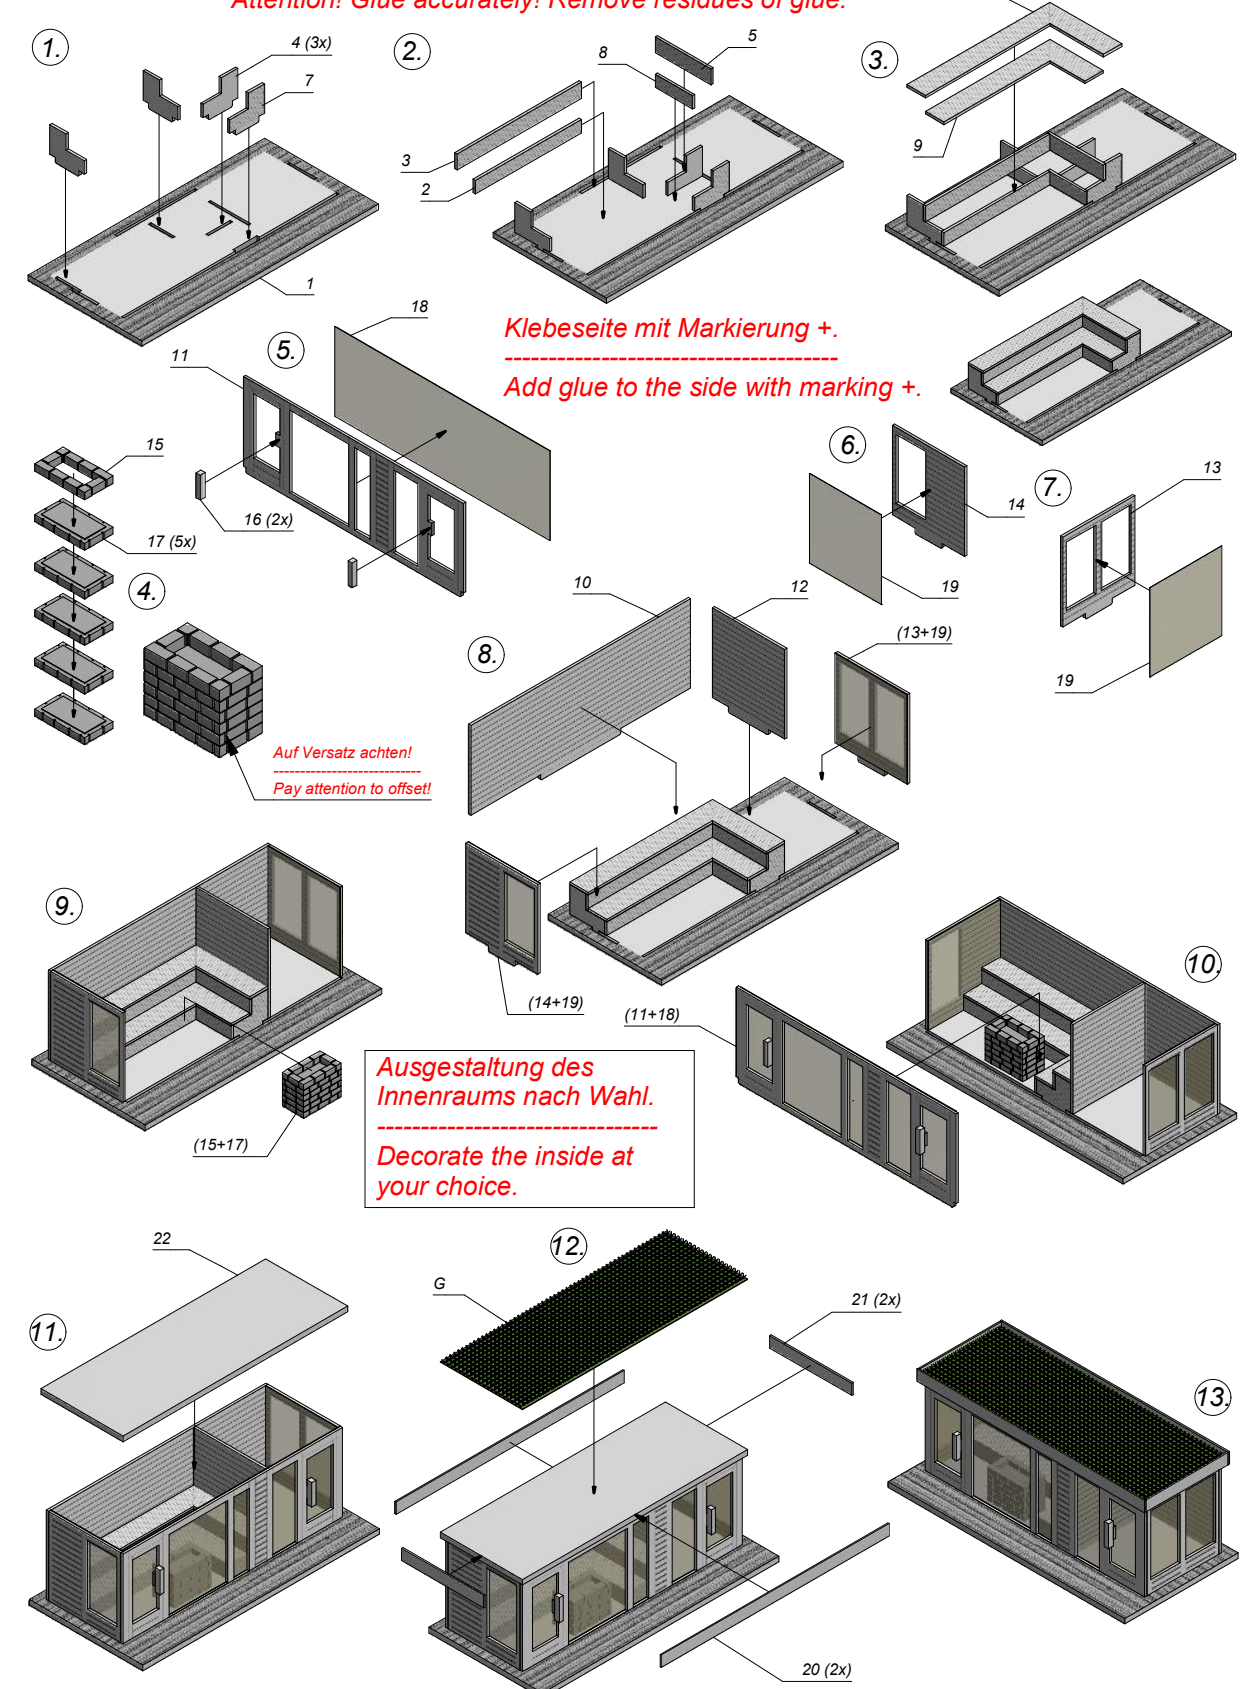 Attention! Glue accurately! Remove residues of glue.
1.
4 (3x)
7
1
2.
5
8
3
2
3.
9
18
11
5.
16 (2x)
Klebeseite mit Markierung +.
--------------------------------------
Add glue to the side with marking +.
15
17 (5x)
4.
Auf Versatz achten!
----------------------------
Pay attention to offset!
6.
14
19
7.
13
19
10
12
8.
(13+19)
(14+19)
9.
(15+17)
10.
(11+18)
Ausgestaltung des
Innenraums nach Wahl.
--------------------------------
Decorate the inside at
your choice.
22
11.
12.
G
21 (2x)
20 (2x)
13.